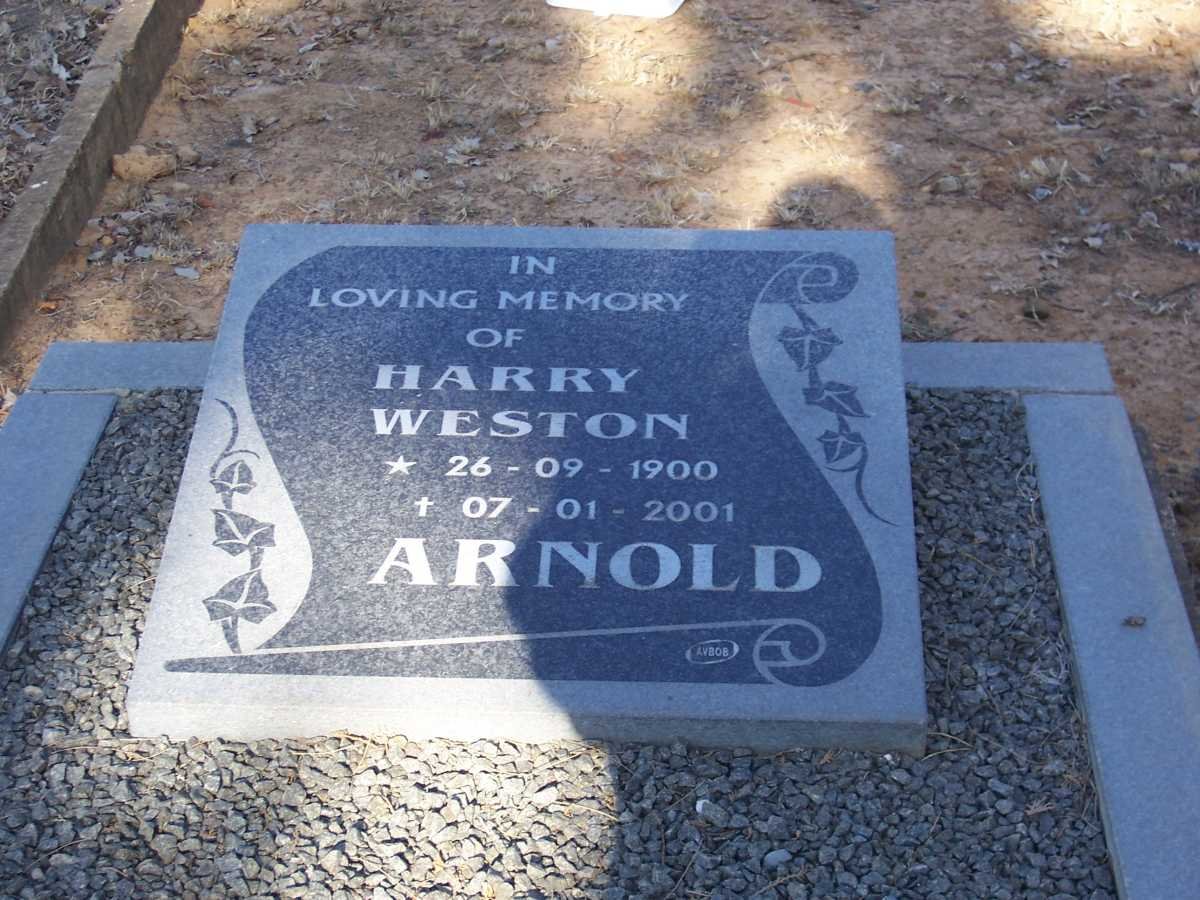 IN
LOVING MEMORY
OF
HARRY
WESTON
★ 26 - 09 - 1900
✝ 07 - 01 - 2001
ARNOLD
AVBOB